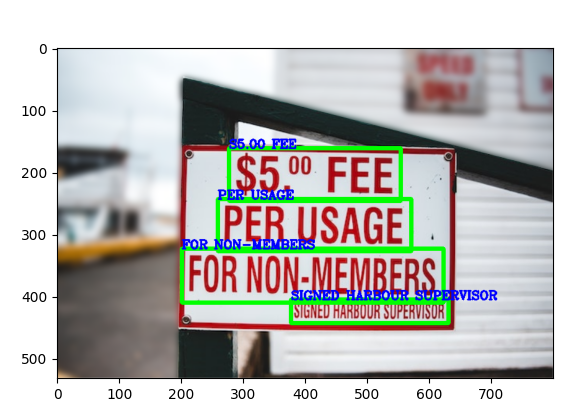 0
SPEED
ONLY
100
$5.00 FEE
$5.00 FEE
200
PER USAGE
PER USAGE
300
FOR NON-MEMBERS
FOR NON-MEMBERS
400
SIGNED HARBOUR SUPERVISOR
SIGNED HARBOUR SUPERVISOR
500
0 100 200 300 400 500 600 700